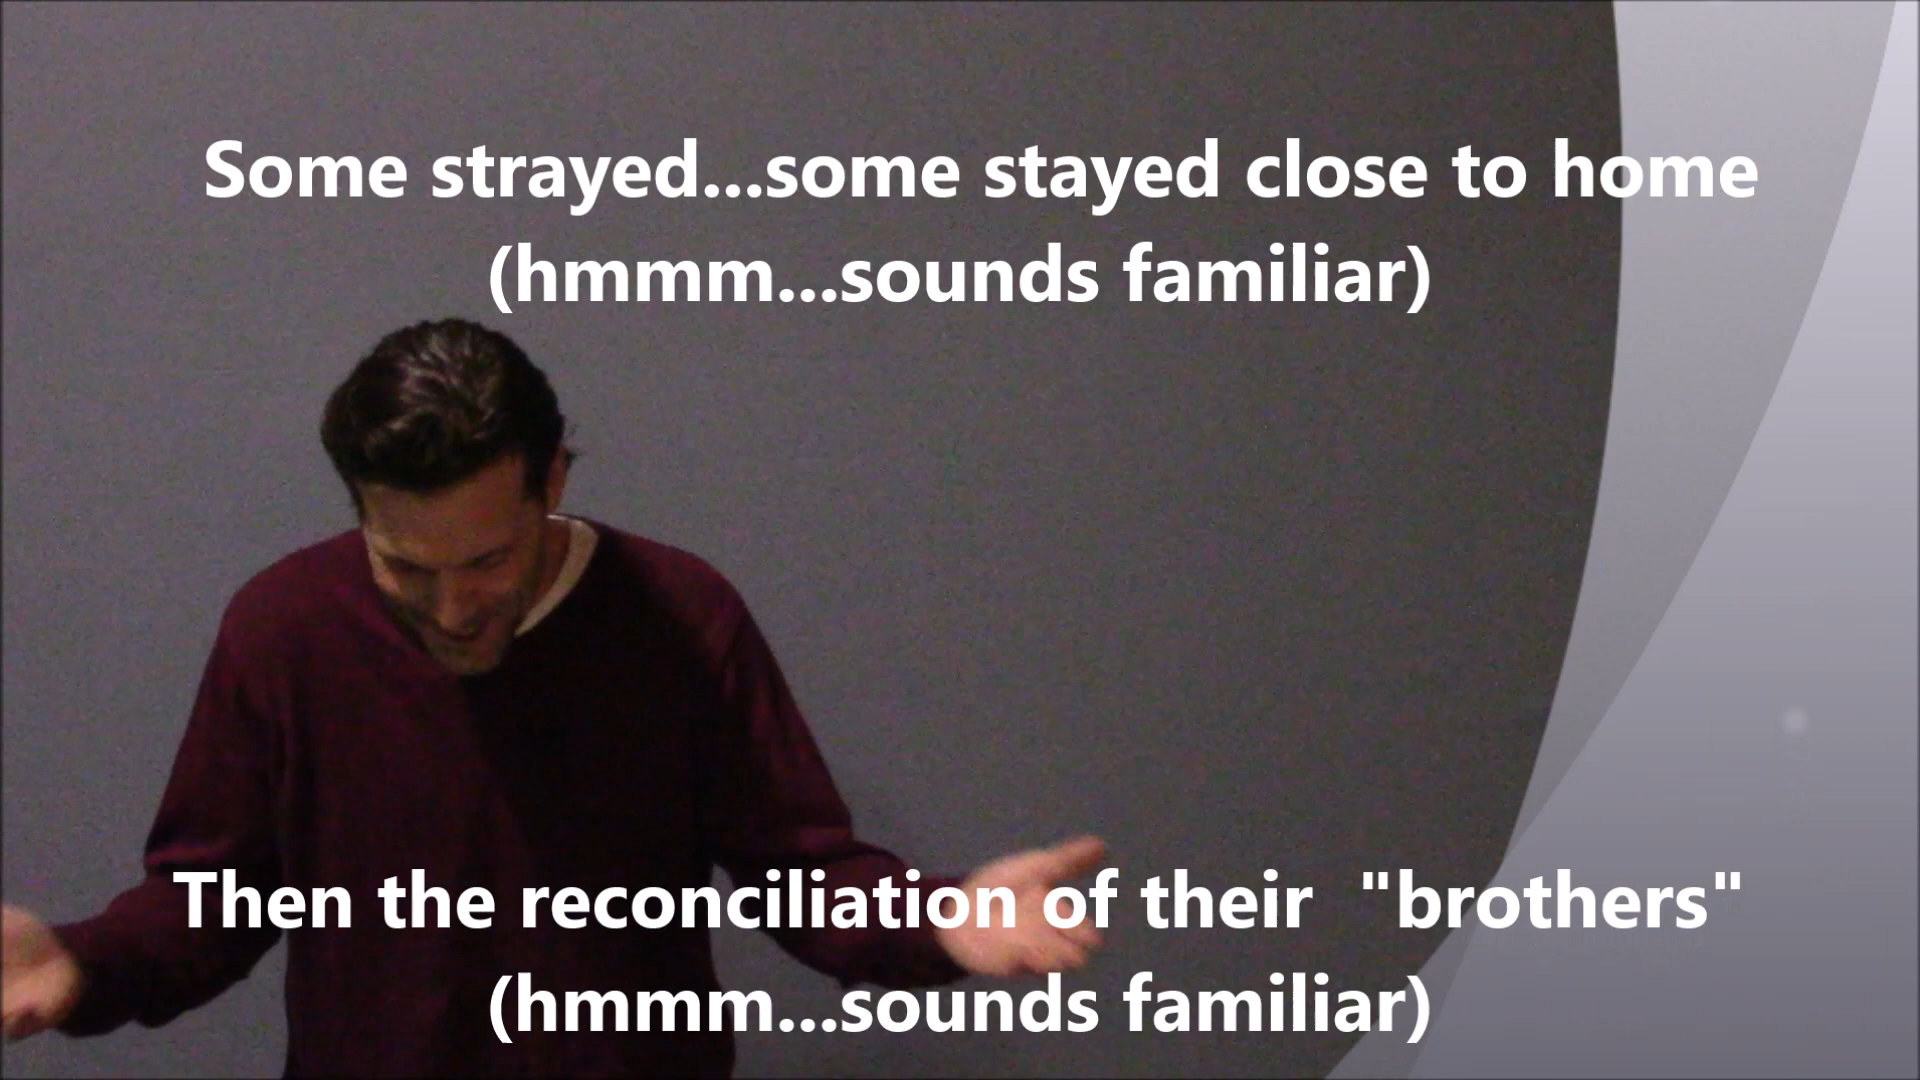 Some strayed...some stayed close to home
(hmmm...sounds familiar)
Then the reconciliation of their  "brothers"
(hmmm...sounds familiar)